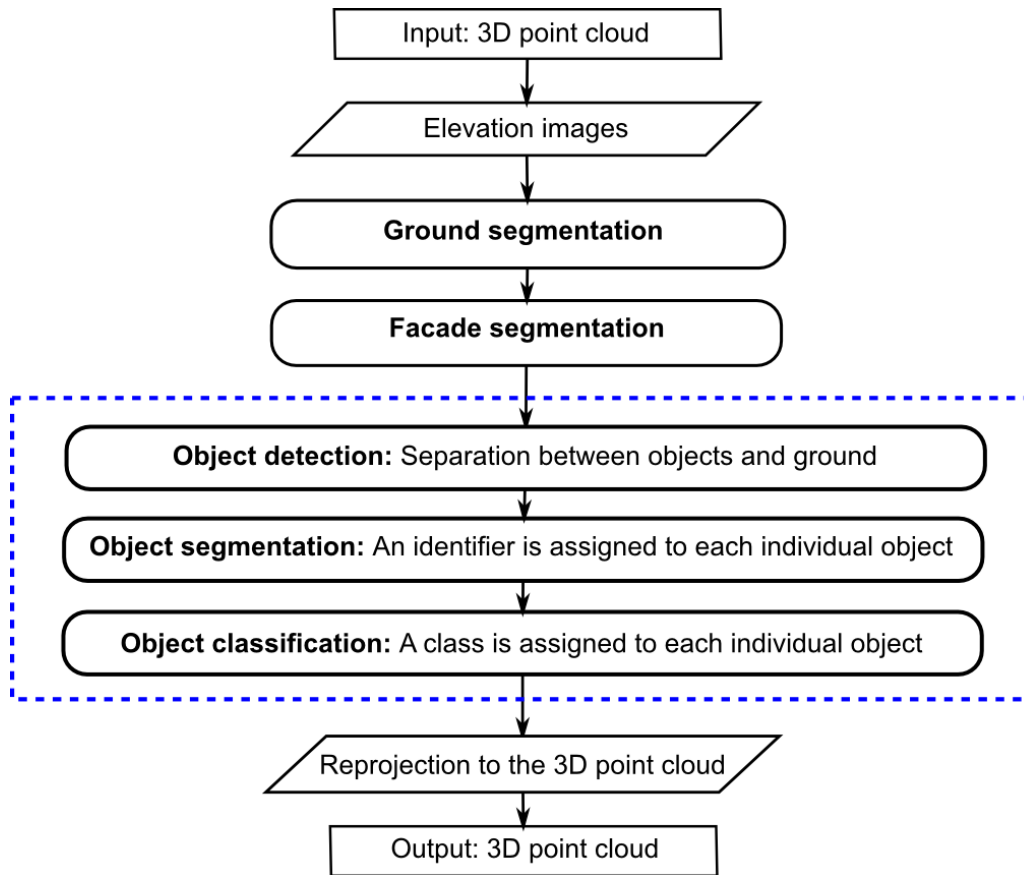 Input: 3D point cloud
Elevation images
Ground segmentation
Facade segmentation
Object detection: Separation between objects and ground
Object segmentation: An identifier is assigned to each individual object
Object classification: A class is assigned to each individual object
Reprojection to the 3D point cloud
Output: 3D point cloud